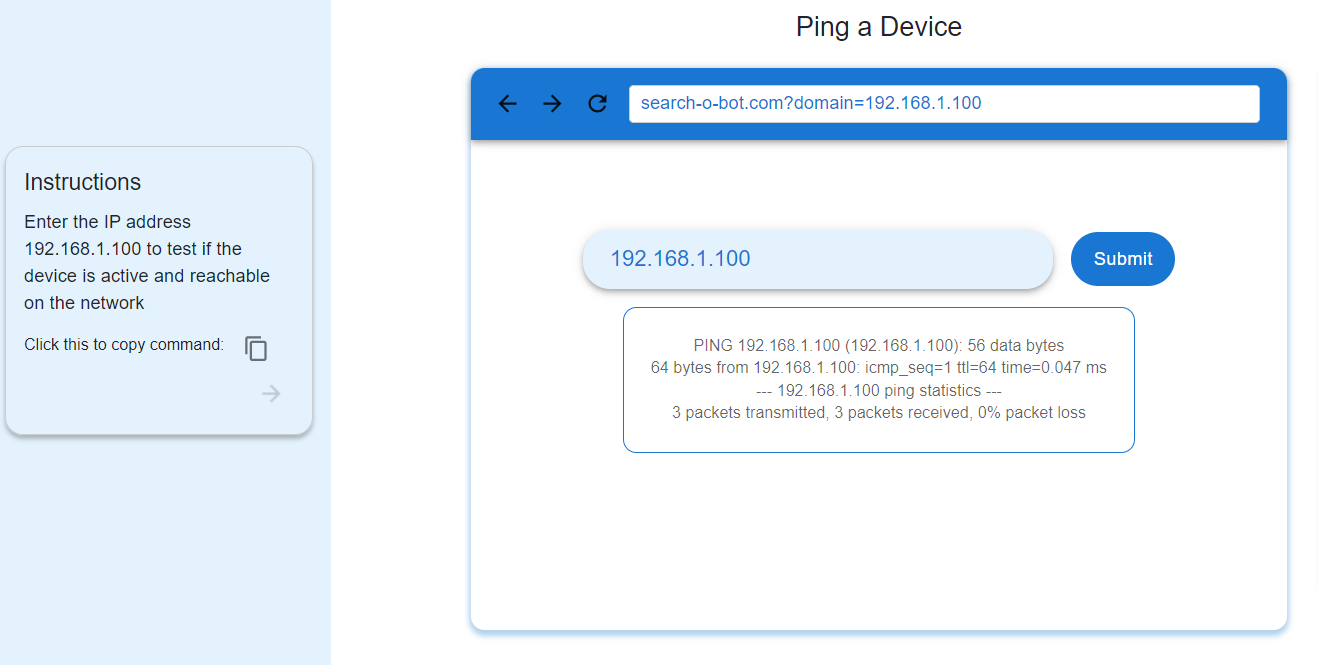 Ping a Device
search-o-bot.com?domain=192.168.1.100
Instructions
Enter the IP address
192.168.1.100 to test if the
device is active and reachable
on the network
Click this to copy command:
192.168.1.100
Submit
PING 192.168.1.100 (192.168.1.100): 56 data bytes
64 bytes from 192.168.1.100: icmp_seq=1 ttl=64 time=0.047 ms
--- 192.168.1.100 ping statistics ---
3 packets transmitted, 3 packets received, 0% packet loss